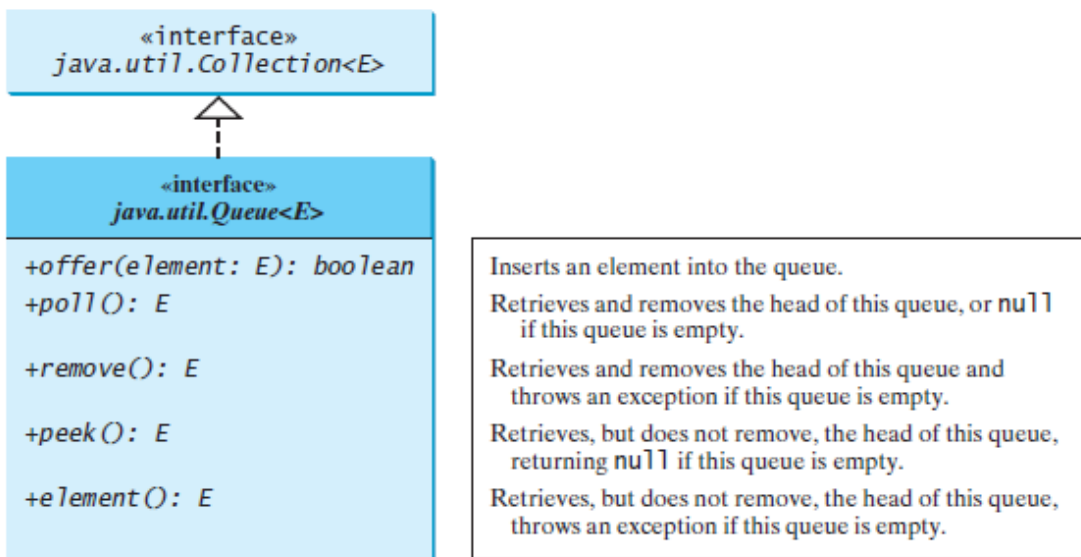 «interface»
java.util.Collection<E>
«interface»
java.util.Queue<E>
+offer(element: E): boolean
Inserts an element into the queue.
+poll(): E
Retrieves and removes the head of this queue, or null
if this queue is empty.
+remove(): E
Retrieves and removes the head of this queue and
throws an exception if this queue is empty.
+peek(): E
Retrieves, but does not remove, the head of this queue,
returning null if this queue is empty.
+element(): E
Retrieves, but does not remove, the head of this queue,
throws an exception if this queue is empty.